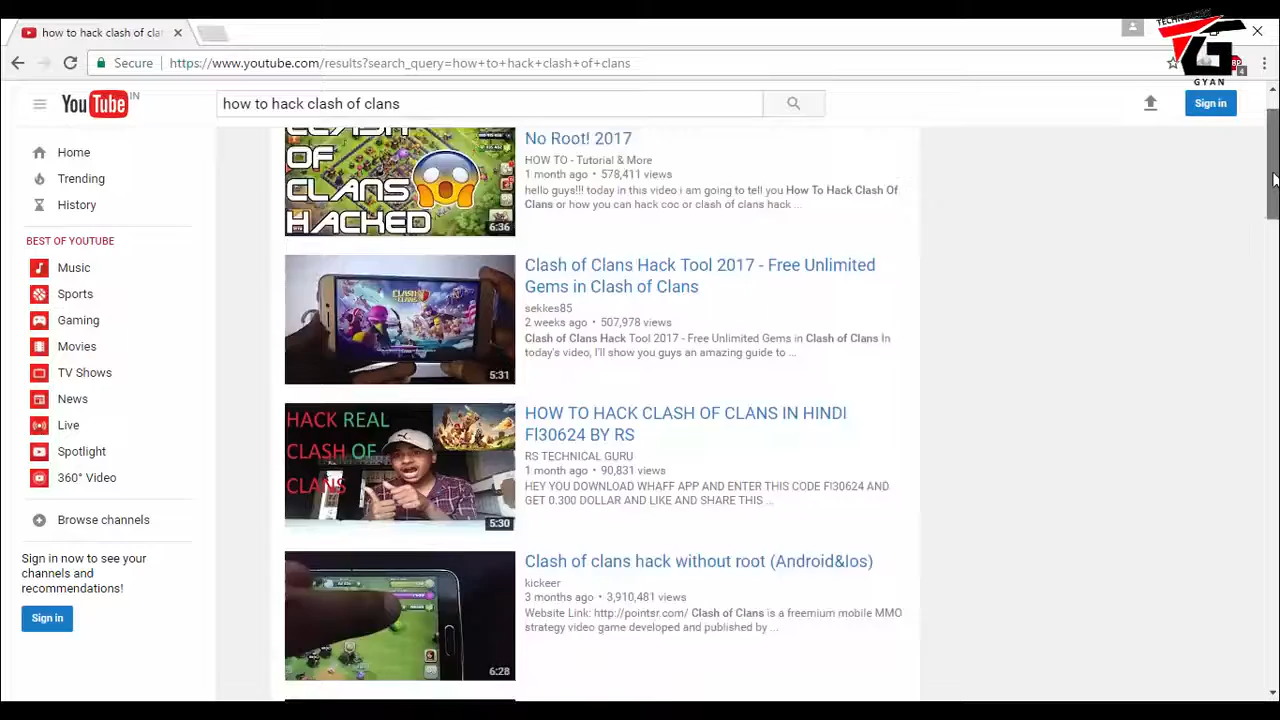 how to hack clash of cla
TECHNOLOGY
GYAN
Secure
https://www.youtube.com/results?search_query=how+to+hack+clash+of+clans
4
YouTube IN
how to hack clash of clans
Sign in
Home
Trending
History
BEST OF YOUTUBE
Music
Sports
Gaming
Movies
TV Shows
News
Live
Spotlight
360° Video
Browse channels
Sign in now to see your
channels and
recommendations!
Sign in
CLASH
OF
CLANS
HACKED
6:36
No Root! 2017
HOW TO - Tutorial & More
1 month ago • 578,411 views
hello guys!!! today in this video i am going to tell you How To Hack Clash Of
Clans or how you can hack coc or clash of clans hack ...
CLASH OF CLANS
5:31
Clash of Clans Hack Tool 2017 - Free Unlimited
Gems in Clash of Clans
sekkes85
2 weeks ago • 507,978 views
Clash of Clans Hack Tool 2017 - Free Unlimited Gems in Clash of Clans In
today's video, I'll show you guys an amazing guide to ...
HACK REAL
CLASH OF
CLANS
5:30
HOW TO HACK CLASH OF CLANS IN HINDI
Fl30624 BY RS
RS TECHNICAL GURU
1 month ago • 90,831 views
HEY YOU DOWNLOAD WHAFF APP AND ENTER THIS CODE FI30624 AND
GET 0.300 DOLLAR AND LIKE AND SHARE THIS ...
6:28
Clash of clans hack without root (Android&Ios)
kickeer
3 months ago • 3,910,481 views
Website Link: http://pointsr.com/ Clash of Clans is a freemium mobile MMO
strategy video game developed and published by ...